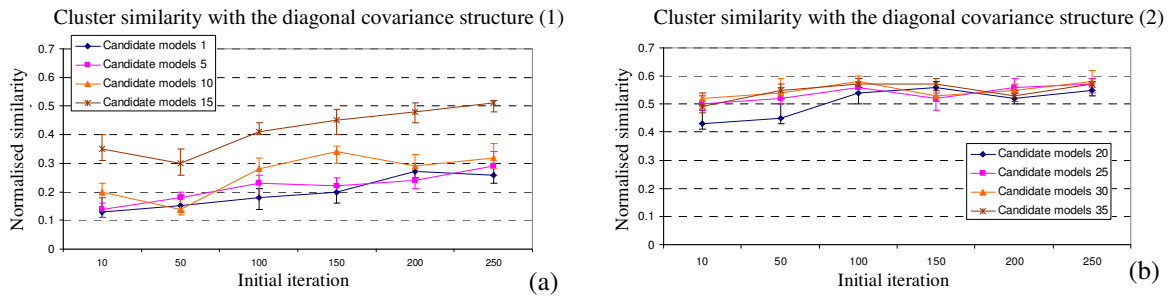 Cluster similarity with the diagonal covariance structure (1)
Normalised similarity
0.7
0.6
0.5
0.4
0.3
0.2
0.1
0
Candidate models 1
Candidate models 5
Candidate models 10
Candidate models 15
10 50 100 150 200 250
Initial iteration
(a)
Cluster similarity with the diagonal covariance structure (2)
Normalised similarity
0.7
0.6
0.5
0.4
0.3
0.2
0.1
0
Candidate models 20
Candidate models 25
Candidate models 30
Candidate models 35
10 50 100 150 200 250
Initial iteration
(b)